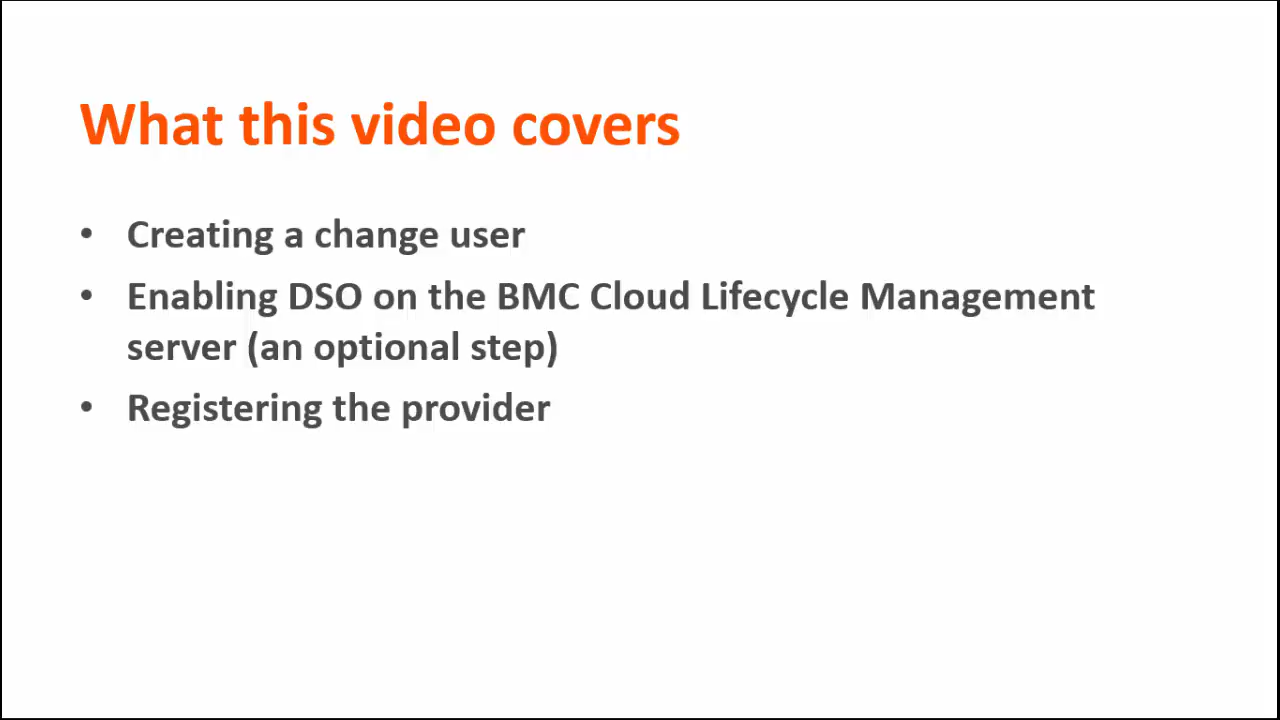 What this video covers
• Creating a change user
• Enabling DSO on the BMC Cloud Lifecycle Management
server (an optional step)
• Registering the provider